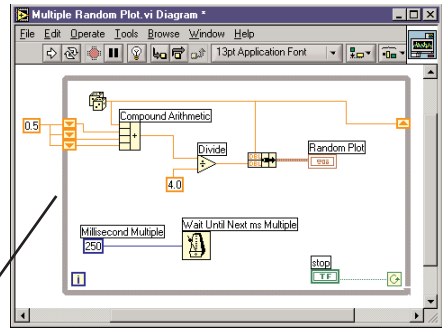 Multiple Random Plot.vi Diagram *
File Edit Operate Tools Browse Window Help
13pt Application Font
Compound Arithmetic
0.5
+
Divide
÷
Random Plot
4.0
Millisecond Multiple
Wait Until Next ms Multiple
250
stop
i
TF